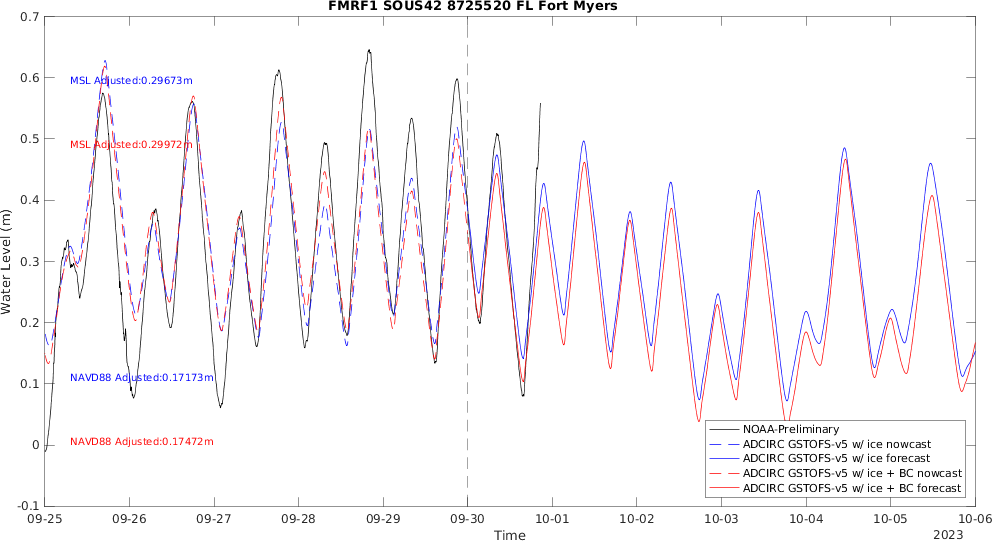 FMRF1 SOUS42 8725520 FL Fort Myers
0.7
0.6
0.5
0.4
0.3
0.2
0.1
0
-0.1
Water Level (m)
MSL Adjusted:0.29673m
MSL Adjusted:0.29972m
NAVD88 Adjusted:0.17173m
NAVD88 Adjusted:0.17472m
NOAA-Preliminary
ADCIRC GSTOFS-v5 w/ ice nowcast
ADCIRC GSTOFS-v5 w/ ice forecast
ADCIRC GSTOFS-v5 w/ ice + BC nowcast
ADCIRC GSTOFS-v5 w/ ice + BC forecast
09-25 09-26 09-27 09-28 09-29 09-30 10-01 10-02 10-03 10-04 10-05 10-06
Time
2023